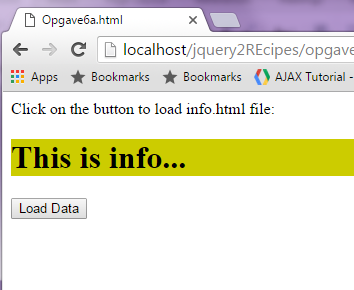 Opgave6a.html
localhost/jquery2REcipes/opgave
Apps Bookmarks Bookmarks AJAX Tutorial -
Click on the button to load info.html file:
This is info...
Load Data